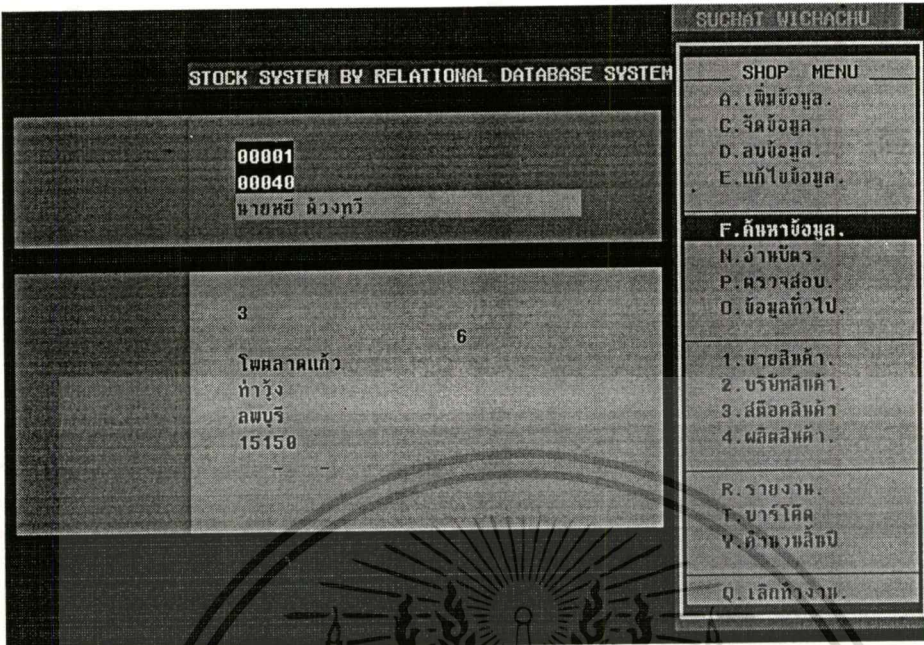 SUCHAT WICHACHU
STOCK SYSTEM BY RELATIONAL DATABASE SYSTEM
00001
00040
นายหยี ด้วงทวี
3
6
โพตลาดแก้ว
ท่าวุ้ง
ลพบุรี
15150
- -
SHOP MENU
A.เพิ่มข้อมูล.
C.จัดข้อมูล.
D.ลบข้อมูล.
E.แก้ไขข้อมูล.
F.ค้นหาข้อมูล.
N.อ่านบัตร.
P.ตรวจสอบ.
O.ข้อมูลทั่วไป.
1.ขายสินค้า.
2.บริษัทสินค้า.
3.สต๊อคสินค้า
4.ผลิตสินค้า.
R.รายงาน.
T.บาร์โค๊ด
Y.คำนวนสิ้นปี
Q.เลิกทำงาน.